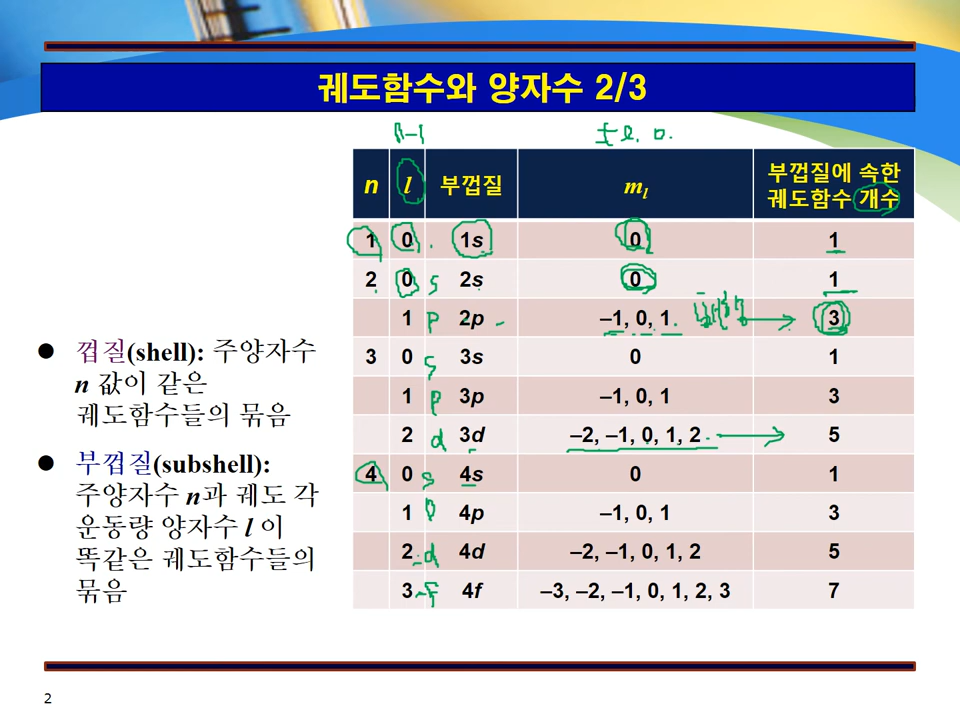 궤도함수와 양자수 2/3
n-1 ±l. 0.
n l 부껍질 ml 부껍질에 속한 궤도함수 개수
1 0 1s 0 1
2 0 s 2s 0 1
1 p 2p –1, 0, 1 3
3 0 s 3s 0 1
1 p 3p –1, 0, 1 3
2 d 3d –2, –1, 0, 1, 2 5
4 0 s 4s 0 1
1 p 4p –1, 0, 1 3
2 d 4d –2, –1, 0, 1, 2 5
3 f 4f –3, –2, –1, 0, 1, 2, 3 7
● 껍질(shell): 주양자수
n 값이 같은
궤도함수들의 묶음
● 부껍질(subshell):
주양자수 n과 궤도 각
운동량 양자수 l 이
똑같은 궤도함수들의
묶음
2